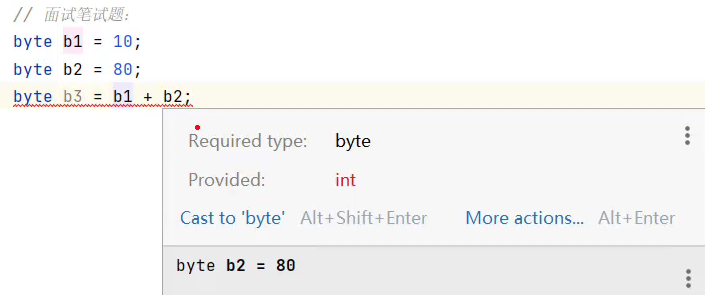 // 面试笔试题：
byte b1 = 10;
byte b2 = 80;
byte b3 = b1 + b2;
Required type: byte
Provided: int
Cast to 'byte' Alt+Shift+Enter More actions... Alt+Enter
byte b2 = 80